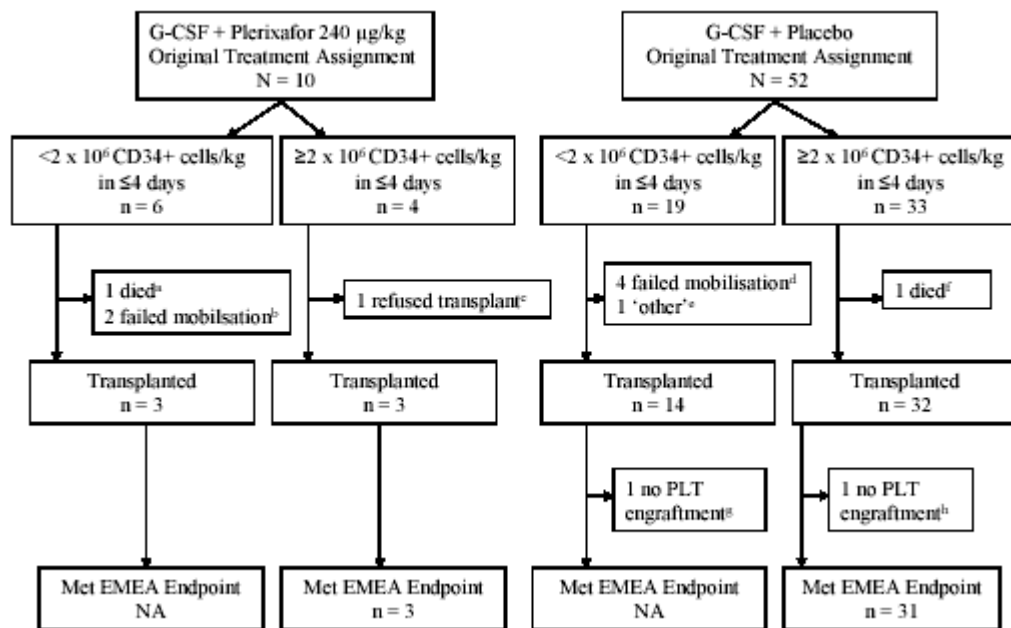 G-CSF + Plerixafor 240 µg/kg
Original Treatment Assignment
N = 10
G-CSF + Placebo
Original Treatment Assignment
N = 52
<2 x 10⁶ CD34+ cells/kg
in ≤4 days
n = 6
≥2 x 10⁶ CD34+ cells/kg
in ≤4 days
n = 4
<2 x 10⁶ CD34+ cells/kg
in ≤4 days
n = 19
≥2 x 10⁶ CD34+ cells/kg
in ≤4 days
n = 33
1 diedᵃ
2 failed mobilsationᵇ
1 refused transplantᶜ
4 failed mobilisationᵈ
1 ‘other’ᵉ
1 diedᶠ
Transplanted
n = 3
Transplanted
n = 3
Transplanted
n = 14
Transplanted
n = 32
1 no PLT
engraftmentᵍ
1 no PLT
engraftmentʰ
Met EMEA Endpoint
NA
Met EMEA Endpoint
n = 3
Met EMEA Endpoint
NA
Met EMEA Endpoint
n = 31